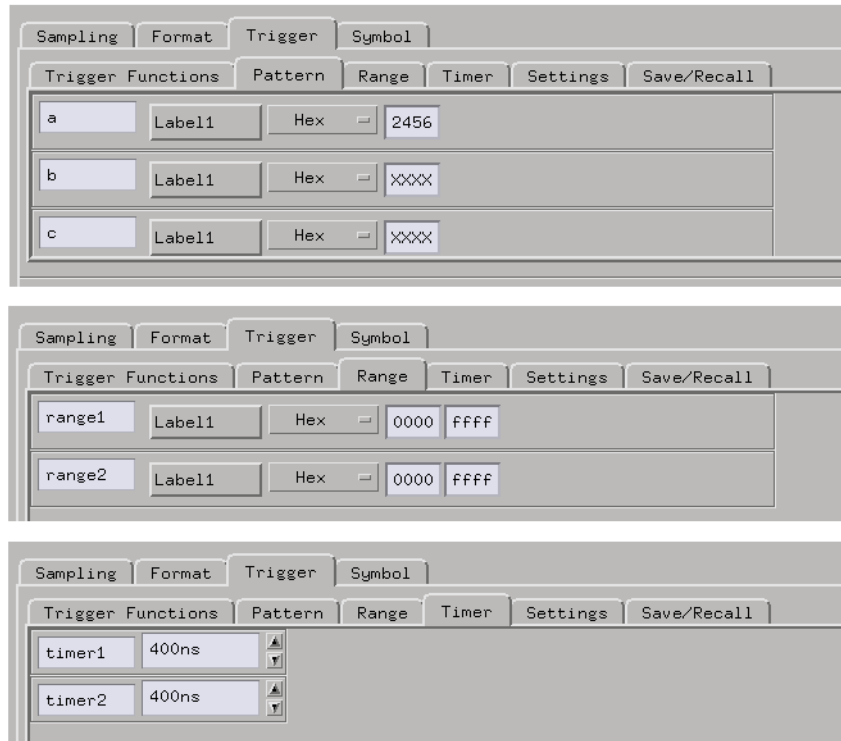 Sampling Format Trigger Symbol
Trigger Functions Pattern Range Timer Settings Save/Recall
a Label1 Hex 2456
b Label1 Hex XXXX
c Label1 Hex XXXX
Sampling Format Trigger Symbol
Trigger Functions Pattern Range Timer Settings Save/Recall
range1 Label1 Hex 0000 ffff
range2 Label1 Hex 0000 ffff
Sampling Format Trigger Symbol
Trigger Functions Pattern Range Timer Settings Save/Recall
timer1 400ns
timer2 400ns